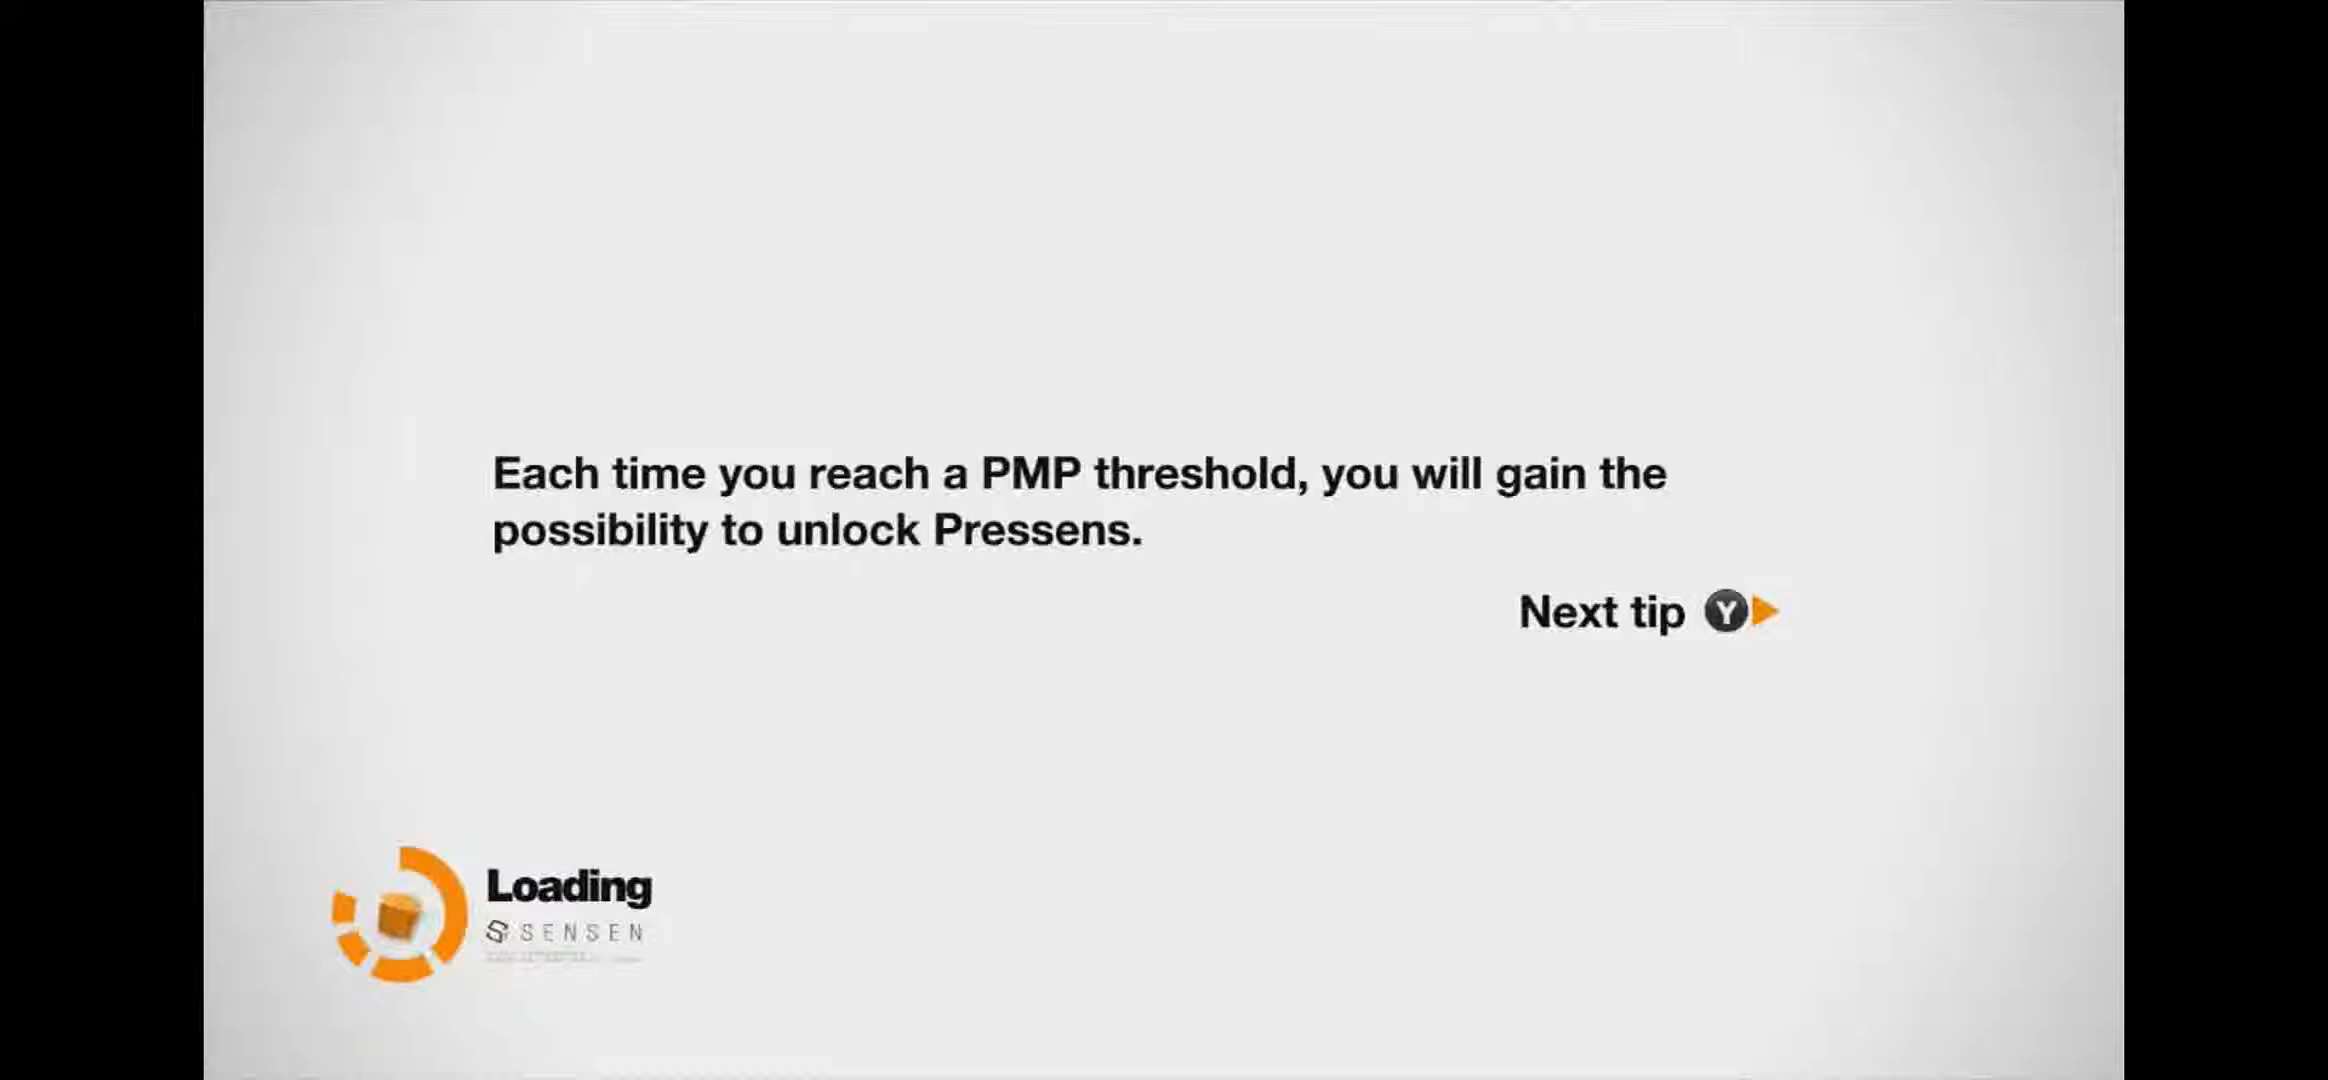 Each time you reach a PMP threshold, you will gain the
possibility to unlock Pressens.
Next tip Y
Loading
SENSEN